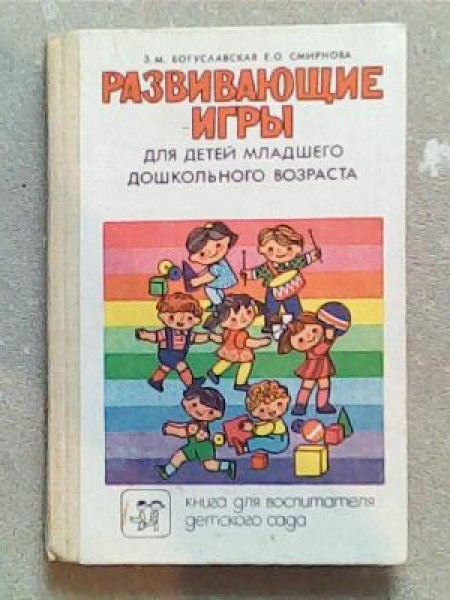 З.М. БОГУСЛАВСКАЯ Е.О. СМИРНОВА
РАЗВИВАЮЩИЕ
ИГРЫ
ДЛЯ ДЕТЕЙ МЛАДШЕГО
ДОШКОЛЬНОГО ВОЗРАСТА
книга для воспитателя
детского сада